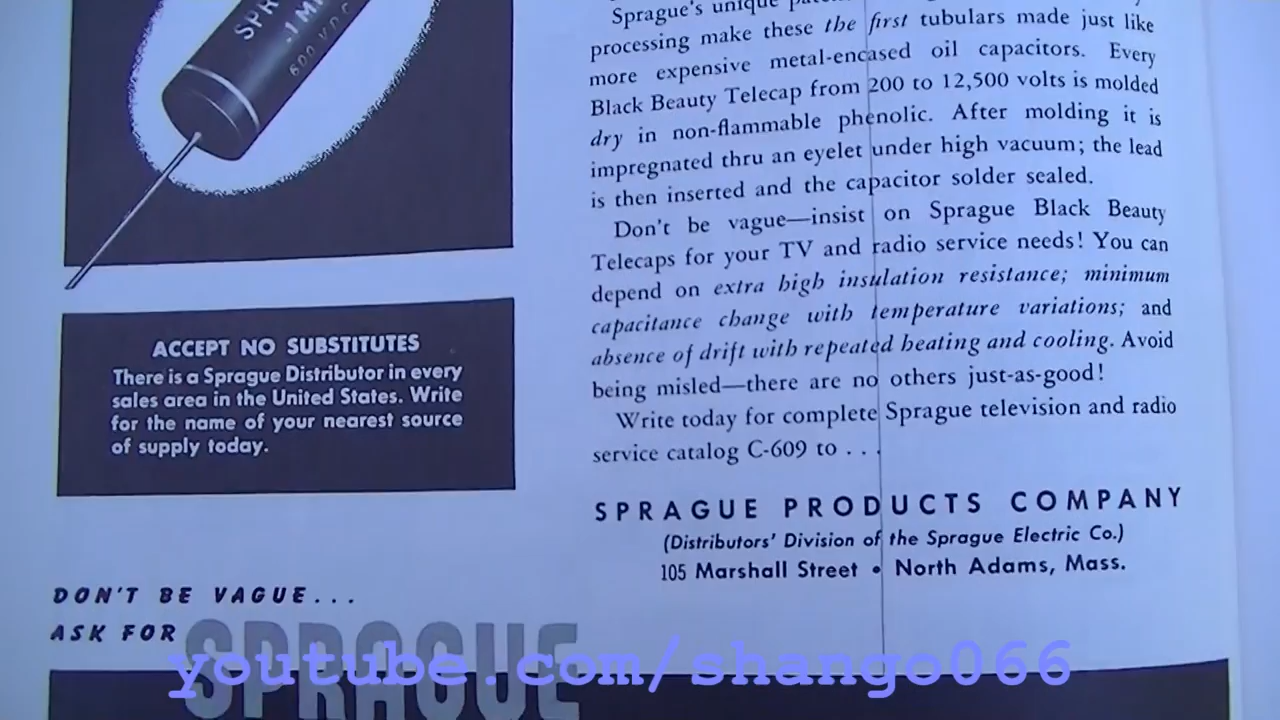 SPR
.1 M
600 V D C
Sprague's unique
processing make these the first tubulars made just like
more expensive metal-encased oil capacitors. Every
Black Beauty Telecap from 200 to 12,500 volts is molded
dry in non-flammable phenolic. After molding it is
impregnated thru an eyelet under high vacuum; the lead
is then inserted and the capacitor solder sealed.
Don't be vague—insist on Sprague Black Beauty
Telecaps for your TV and radio service needs! You can
depend on extra high insulation resistance; minimum
capacitance change with temperature variations; and
absence of drift with repeated heating and cooling. Avoid
being misled—there are no others just-as-good!
Write today for complete Sprague television and radio
service catalog C-609 to . . .
SPRAGUE PRODUCTS COMPANY
(Distributors' Division of the Sprague Electric Co.)
105 Marshall Street • North Adams, Mass.
ACCEPT NO SUBSTITUTES
There is a Sprague Distributor in every
sales area in the United States. Write
for the name of your nearest source
of supply today.
DON'T BE VAGUE...
ASK FOR SPRAGUE
youtube.com/shango066